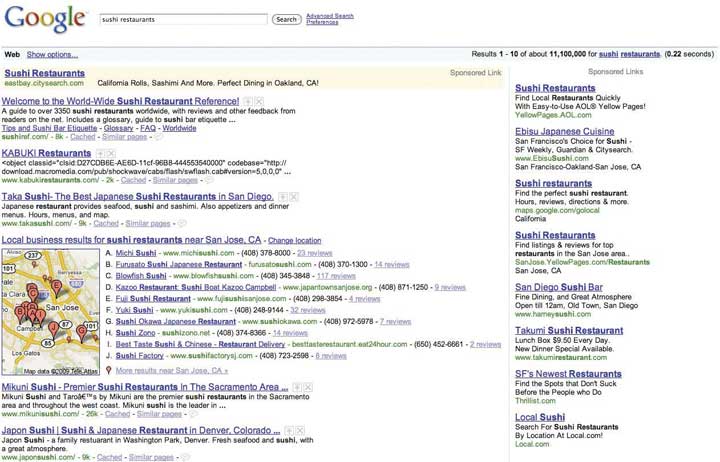 Google™
sushi restaurants
Search
Advanced Search
Preferences
Web Show options...
Results 1 - 10 of about 11,100,000 for sushi restaurants. (0.22 seconds)
Sushi Restaurants
Sponsored Link
eastbay.citysearch.com California Rolls, Sashimi And More. Perfect Dining in Oakland, CA!
Welcome to the World-Wide Sushi Restaurant Reference!
A guide to over 3350 sushi restaurants worldwide, with reviews and other feedback from
readers on the net. Includes a glossary, guide to sushi bar etiquette ...
Tips and Sushi Bar Etiquette - Glossary - FAQ - Worldwide
sushiref.com/ - 8k - Cached - Similar pages -
KABUKI Restaurants
<object classid="clsid:D27CDB6E-AE6D-11cf-96B8-444553540000" codebase="http://
download.macromedia.com/pub/shockwave/cabs/flash/swflash.cab#version=5,0,0,0" ...
www.kabukirestaurants.com/ - 2k - Cached - Similar pages -
Taka Sushi- The Best Japanese Sushi Restaurants in San Diego.
Japanese restaurant provides seafood, sushi and sashimi. Also appetizers and dinner
menus. Hours, menus, and map.
www.takasushi.com/ - 9k - Cached - Similar pages -
Local business results for sushi restaurants near San Jose, CA - Change location
A. Michi Sushi - www.michisushi.com - (408) 378-8000 - 23 reviews
B. Furusato Sushi Japanese Restaurant - furusatosushi.com - (408) 370-1300 - 14 reviews
C. Blowfish Sushi - www.blowfishsushi.com - (408) 345-3848 - 117 reviews
D. Kazoo Restaurant: Sushi Boat Kazoo Campbell - www.japantownsanjose.org - (408) 871-1250 - 9 reviews
E. Fuji Sushi Restaurant - www.fujisushisanjose.com - (408) 298-3854 - 4 reviews
F. Yuki Sushi - www.yukisushi.com - (408) 248-9144 - 32 reviews
G. Sushi Okawa Japanese Restaurant - www.sushiokawa.com - (408) 972-5978 - 7 reviews
H. Sushi Zono - sushizono.net - (408) 374-8366 - 14 reviews
I. Best Taste Sushi & Chinese - Restaurant Delivery - besttasterestaurant.eat24hour.com - (650) 452-6661 - 2 reviews
J. Sushi Factory - www.sushifactorysj.com - (408) 723-2598 - 8 reviews
More results near San Jose, CA »
Alviso
237
101
Berryessa
Santa Clara
San Jose
Campbell
87
85
Los Gatos
Map data ©2009 Tele Atlas
Mikuni Sushi - Premier Sushi Restaurants In The Sacramento Area ...
Mikuni Sushi and Taroâ€™s by Mikuni are the premier sushi restaurants in the Sacramento
area and throughout the west coast. Mikuni sushi is the leader in ...
www.mikunisushi.com/ - 26k - Cached - Similar pages -
Japon Sushi | Sushi & Japanese Restaurant in Denver, Colorado ...
Japon Sushi - a family restuarant in Washington Park, Denver. Fresh seafood and sushi, with
a great atmosphere.
www.japonsushi.com/ - 9k - Cached - Similar pages -
Sponsored Links
Sushi Restaurants
Find Local Restaurants Quickly
With Easy-to-Use AOL® Yellow Pages!
YellowPages.AOL.com
Ebisu Japanese Cuisine
San Francisco's Choice for Sushi -
SF Weekly, Guardian & Citysearch.
www.EbisuSushi.com
San Francisco-Oakland-San Jose, CA
Sushi restaurants
Find the perfect sushi restaurant.
Hours, reviews, directions & more.
maps.google.com/golocal
California
Sushi Restaurants
Find listings & reviews for top
restaurants in the San Jose area..
SanJose.YellowPages.com/Restaurants
San Jose, CA
San Diego Sushi Bar
Fine Dining, and Great Atmosphere
Open till 12am, Old Town, San Diego.
www.harneysushi.com
Takumi Sushi Restaurant
Lunch Box $9.50 Every Day.
New Dinner Special Available.
www.takumirestaurant.com
SF's Newest Restaurants
Find the Spots that Don't Suck
Before the People who Do
Thrillist.com
Local Sushi
Search For Sushi Restaurants
By Location At Local.com!
Local.com